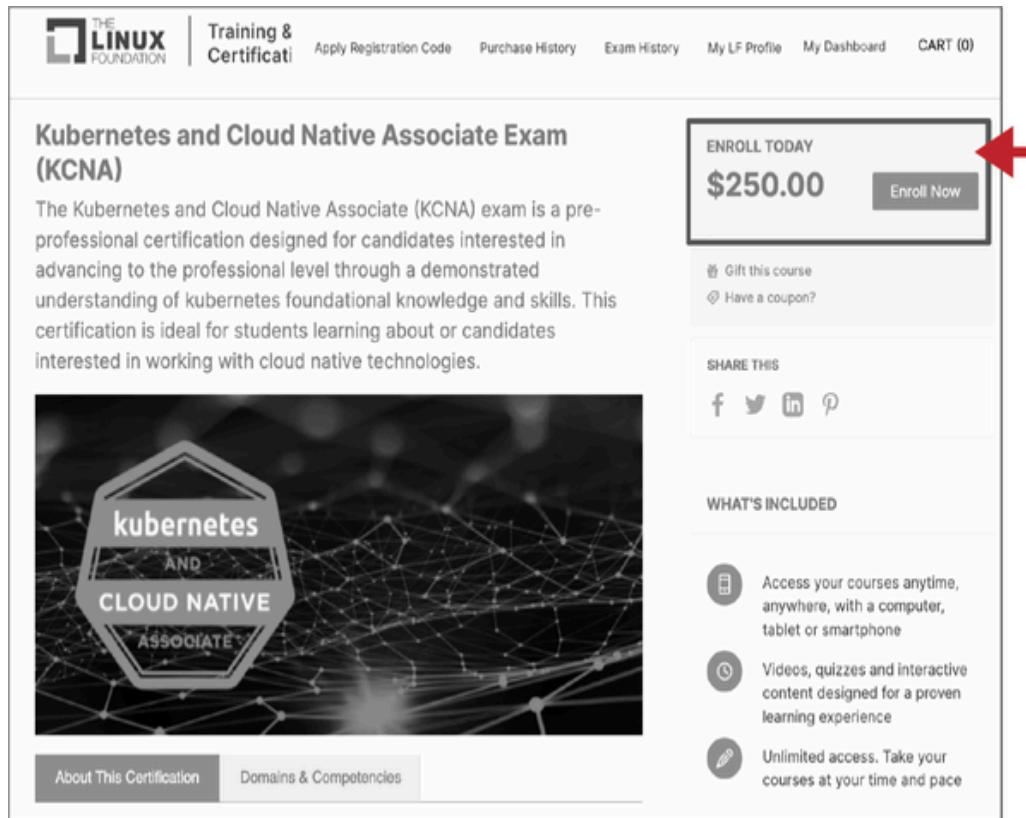 THE
LINUX
FOUNDATION
Training &
Certificati
Apply Registration Code
Purchase History
Exam History
My LF Profile
My Dashboard
CART (0)
Kubernetes and Cloud Native Associate Exam
(KCNA)
The Kubernetes and Cloud Native Associate (KCNA) exam is a pre-
professional certification designed for candidates interested in
advancing to the professional level through a demonstrated
understanding of kubernetes foundational knowledge and skills. This
certification is ideal for students learning about or candidates
interested in working with cloud native technologies.
kubernetes
AND
CLOUD NATIVE
ASSOCIATE
About This Certification
Domains & Competencies
ENROLL TODAY
$250.00
Enroll Now
Gift this course
Have a coupon?
SHARE THIS
WHAT'S INCLUDED
Access your courses anytime,
anywhere, with a computer,
tablet or smartphone
Videos, quizzes and interactive
content designed for a proven
learning experience
Unlimited access. Take your
courses at your time and pace